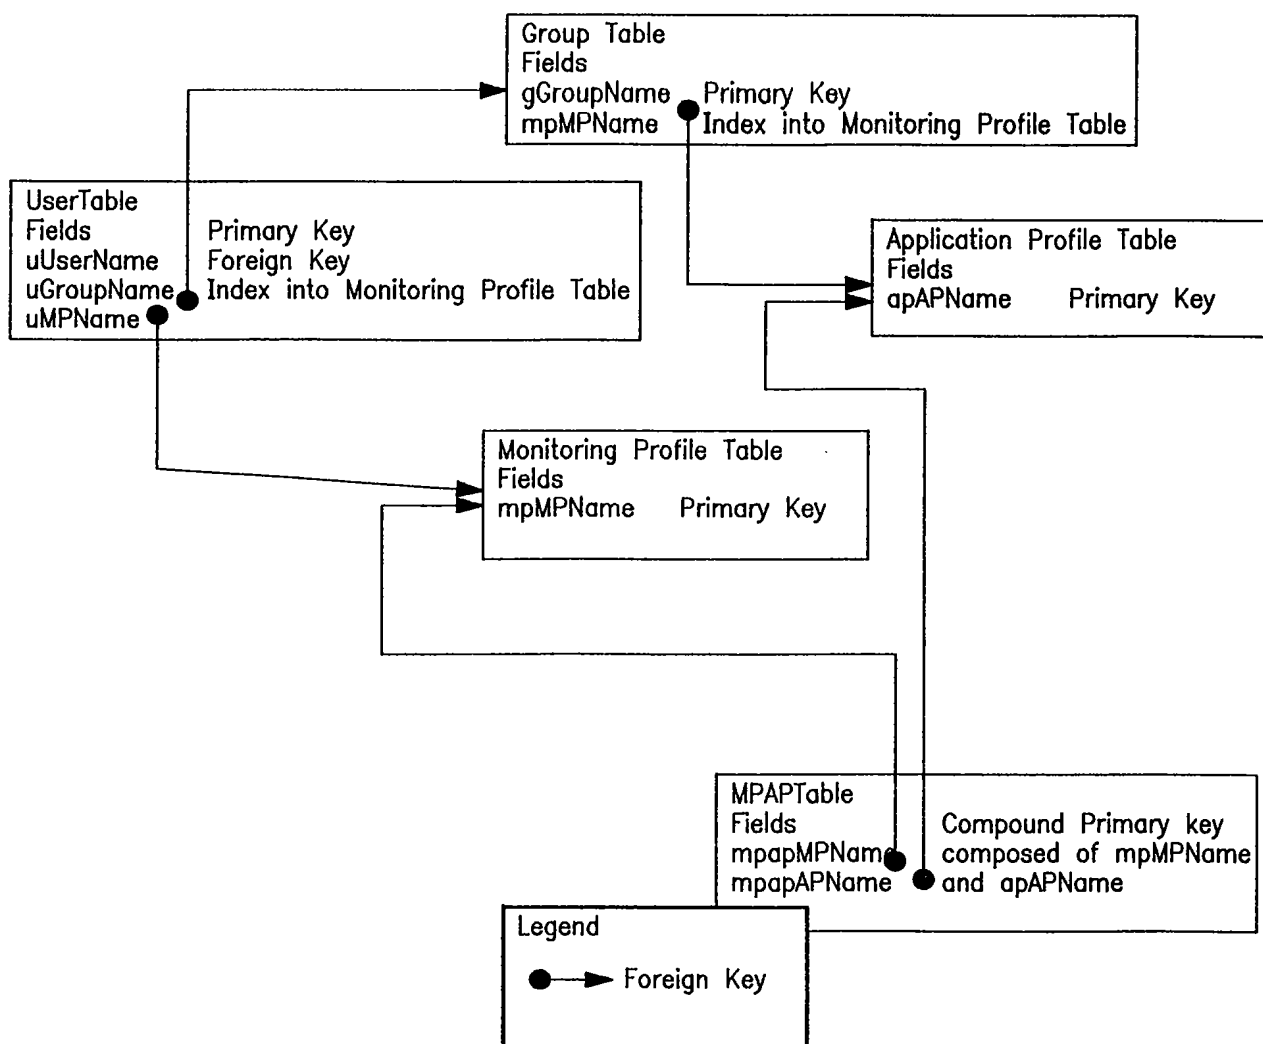 Group Table
Fields
gGroupName Primary Key
mpMPName Index into Monitoring Profile Table
UserTable
Fields Primary Key
uUserName Foreign Key
uGroupName Index into Monitoring Profile Table
uMPName
Application Profile Table
Fields
apAPName Primary Key
Monitoring Profile Table
Fields
mpMPName Primary Key
MPAPTable
Fields Compound Primary key
mpapMPName composed of mpMPName
mpapAPName and apAPName
Legend
Foreign Key